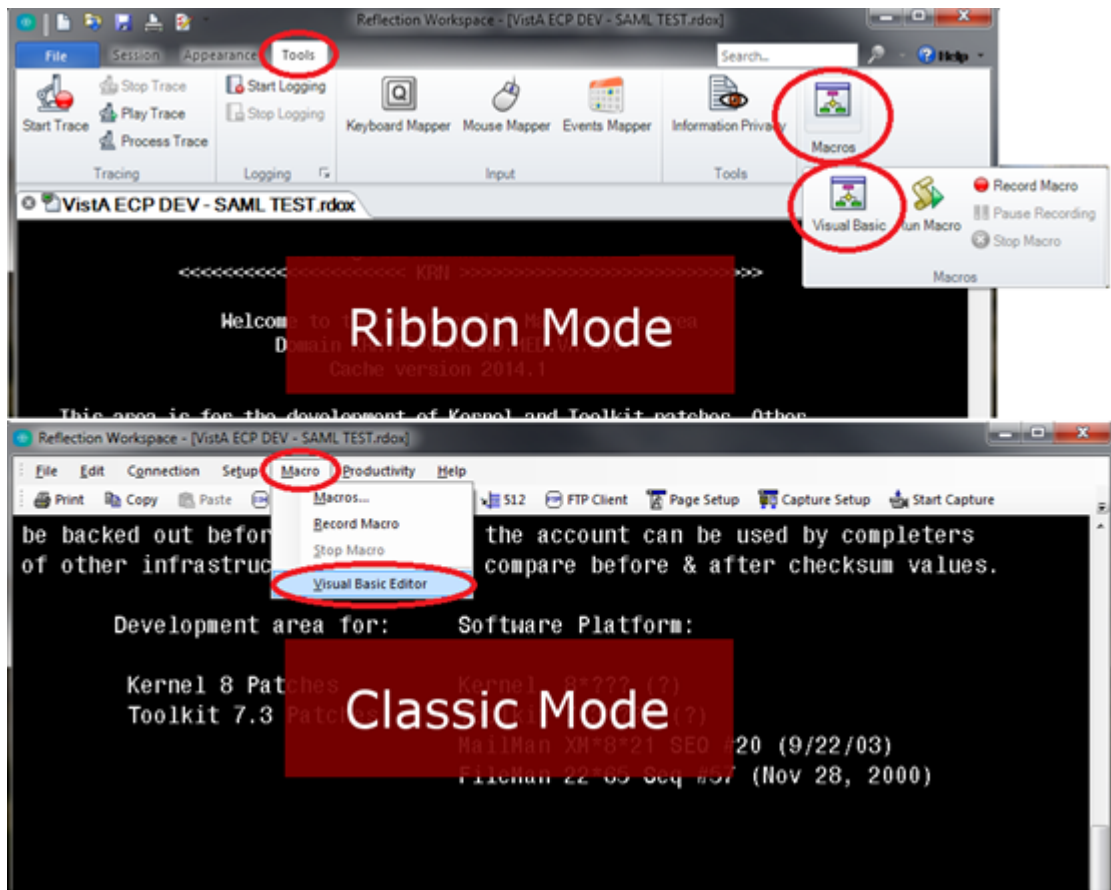 Reflection Workspace - [VistA ECP DEV - SAML TEST.rdox]
File Session Appearance Tools Search... Help
Start Trace
Stop Trace
Play Trace
Process Trace
Tracing
Start Logging
Stop Logging
Logging
Keyboard Mapper Mouse Mapper Events Mapper
Input
Information Privacy
Tools
Macros
Visual Basic
Run Macro
Record Macro
Pause Recording
Stop Macro
Macros
VistA ECP DEV - SAML TEST.rdox
<<<<<<<<<<<<<<<<<<<<<<< KRN >>>>>>>>>>>>>>>>>>>>>>>>>>>>>>
Welcome to
Domain
Cache version 2014.1
Ribbon Mode
This area is for the development of Kernel and Toolkit patches. Other
Reflection Workspace - [VistA ECP DEV - SAML TEST.rdox]
File Edit Connection Setup Macro Productivity Help
Print Copy Paste 512 FTP Client Page Setup Capture Setup Start Capture
Macros...
Record Macro
Stop Macro
Visual Basic Editor
be backed out befor the account can be used by completers
of other infrastruc compare before & after checksum values.
Development area for: Software Platform:
Kernel 8 Patches Kernel 8*??? (?)
Toolkit 7.3 Patches (?)
MailMan XM*8*21 SEQ #20 (9/22/03)
FileMan 22*65 Seq #57 (Nov 28, 2000)
Classic Mode